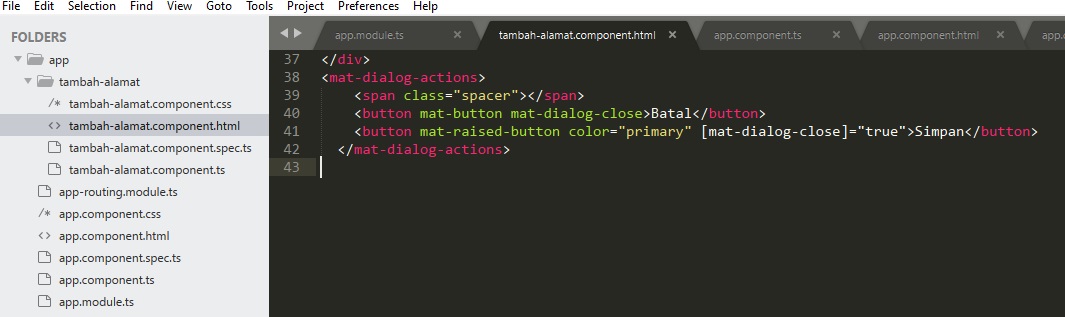 File Edit Selection Find View Goto Tools Project Preferences Help
FOLDERS
app
tambah-alamat
/* tambah-alamat.component.css
<> tambah-alamat.component.html
tambah-alamat.component.spec.ts
tambah-alamat.component.ts
app-routing.module.ts
/* app.component.css
<> app.component.html
app.component.spec.ts
app.component.ts
app.module.ts
app.module.ts × tambah-alamat.component.html × app.component.ts × app.component.html × app.c
37 </div>
38 <mat-dialog-actions>
39 <span class="spacer"></span>
40 <button mat-button mat-dialog-close>Batal</button>
41 <button mat-raised-button color="primary" [mat-dialog-close]="true">Simpan</button>
42 </mat-dialog-actions>
43